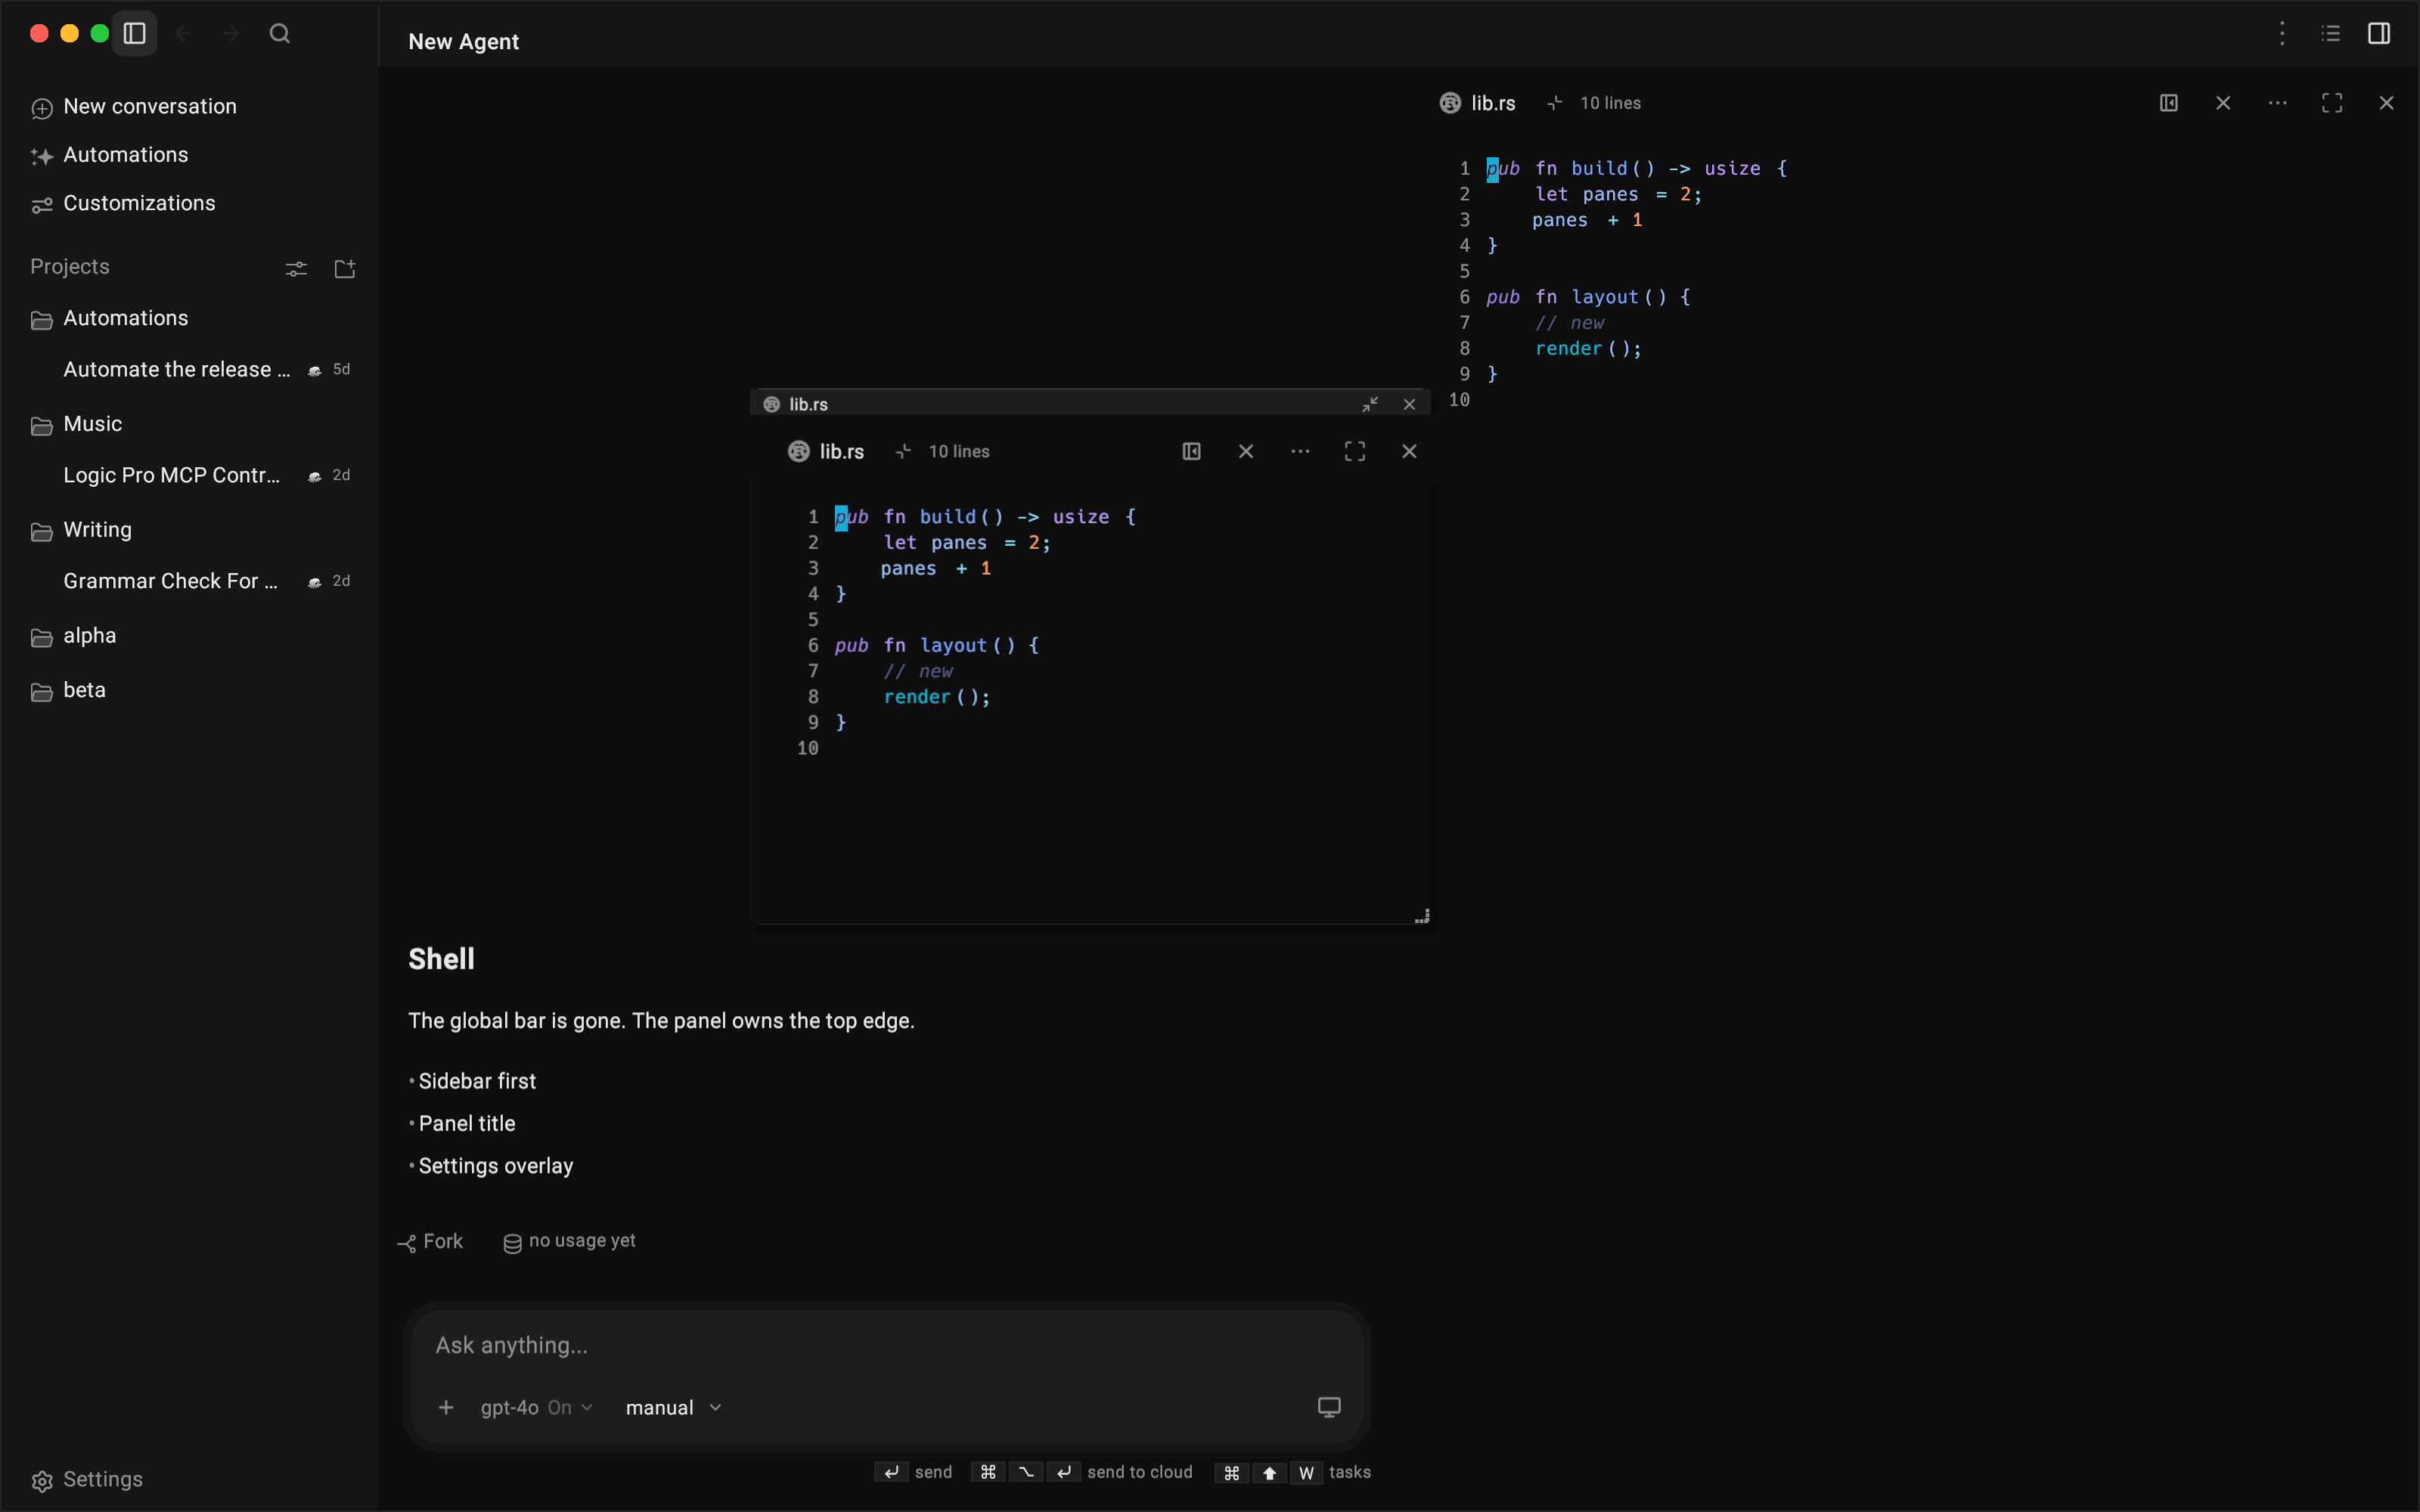 New Agent
New conversation
Automations
Customizations
Projects
Automations
Automate the release ... 5d
Music
Logic Pro MCP Contr... 2d
Writing
Grammar Check For ... 2d
alpha
beta
Settings
lib.rs 10 lines
1 pub fn build() -> usize {
2 let panes = 2;
3 panes + 1
4 }
5
6 pub fn layout() {
7 // new
8 render();
9 }
10
lib.rs
lib.rs 10 lines
1 pub fn build() -> usize {
2 let panes = 2;
3 panes + 1
4 }
5
6 pub fn layout() {
7 // new
8 render();
9 }
10
Shell
The global bar is gone. The panel owns the top edge.
• Sidebar first
• Panel title
• Settings overlay
Fork no usage yet
Ask anything...
+ gpt-4o On manual
↵ send ⌘ ⌥ ↵ send to cloud ⌘ ⬆ W tasks